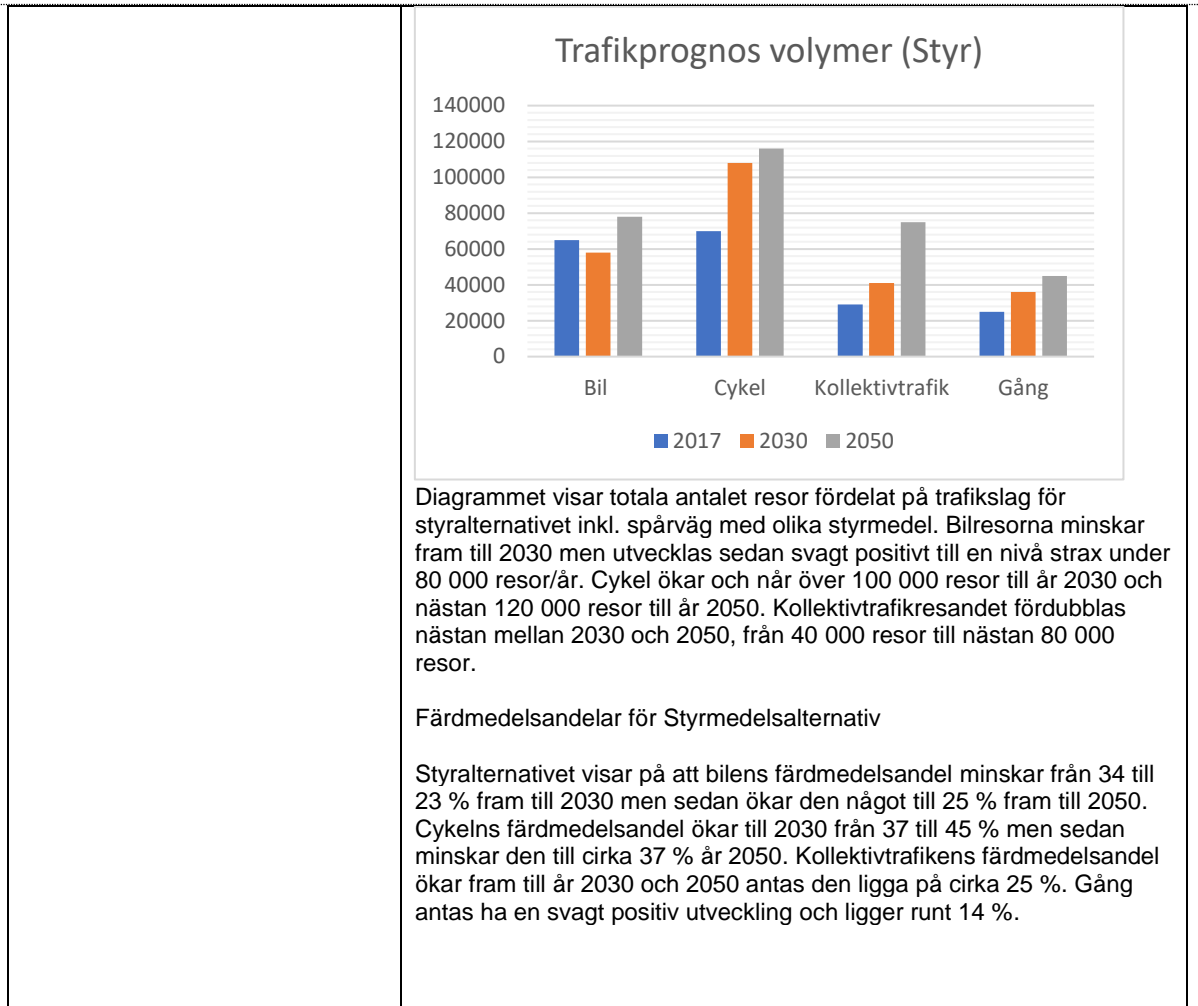 Trafikprognos volymer (Styr)
140000
120000
100000
80000
60000
40000
20000
0
Bil Cykel Kollektivtrafik Gång
2017 2030 2050
Diagrammet visar totala antalet resor fördelat på trafikslag för
styralternativet inkl. spårväg med olika styrmedel. Bilresorna minskar
fram till 2030 men utvecklas sedan svagt positivt till en nivå strax under
80 000 resor/år. Cykel ökar och når över 100 000 resor till år 2030 och
nästan 120 000 resor till år 2050. Kollektivtrafikresandet fördubblas
nästan mellan 2030 och 2050, från 40 000 resor till nästan 80 000
resor.
Färdmedelsandelar för Styrmedelsalternativ
Styralternativet visar på att bilens färdmedelsandel minskar från 34 till
23 % fram till 2030 men sedan ökar den något till 25 % fram till 2050.
Cykelns färdmedelsandel ökar till 2030 från 37 till 45 % men sedan
minskar den till cirka 37 % år 2050. Kollektivtrafikens färdmedelsandel
ökar fram till år 2030 och 2050 antas den ligga på cirka 25 %. Gång
antas ha en svagt positiv utveckling och ligger runt 14 %.